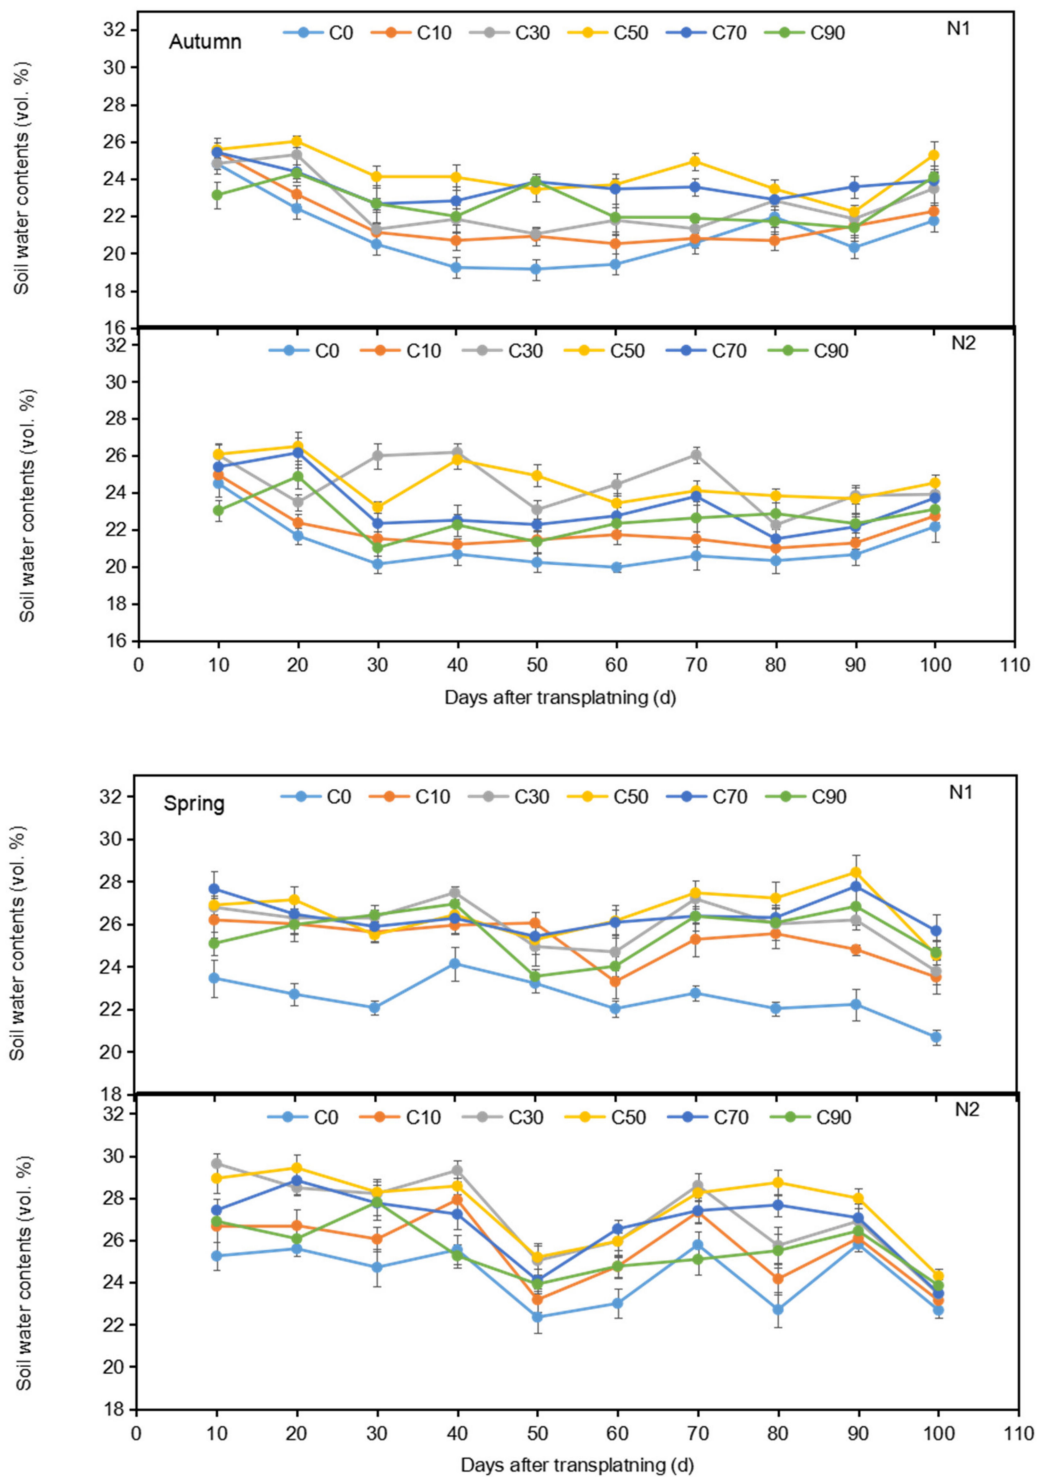 Autumn
C0 C10 C30 C50 C70 C90
N1
Soil water contents (vol. %)
32
30
28
26
24
22
20
18
16
C0 C10 C30 C50 C70 C90
N2
Soil water contents (vol. %)
32
30
28
26
24
22
20
18
16
0 10 20 30 40 50 60 70 80 90 100 110
Days after transplatning (d)
Spring
C0 C10 C30 C50 C70 C90
N1
Soil water contents (vol. %)
32
30
28
26
24
22
20
18
C0 C10 C30 C50 C70 C90
N2
Soil water contents (vol. %)
32
30
28
26
24
22
20
18
0 10 20 30 40 50 60 70 80 90 100 110
Days after transplatning (d)